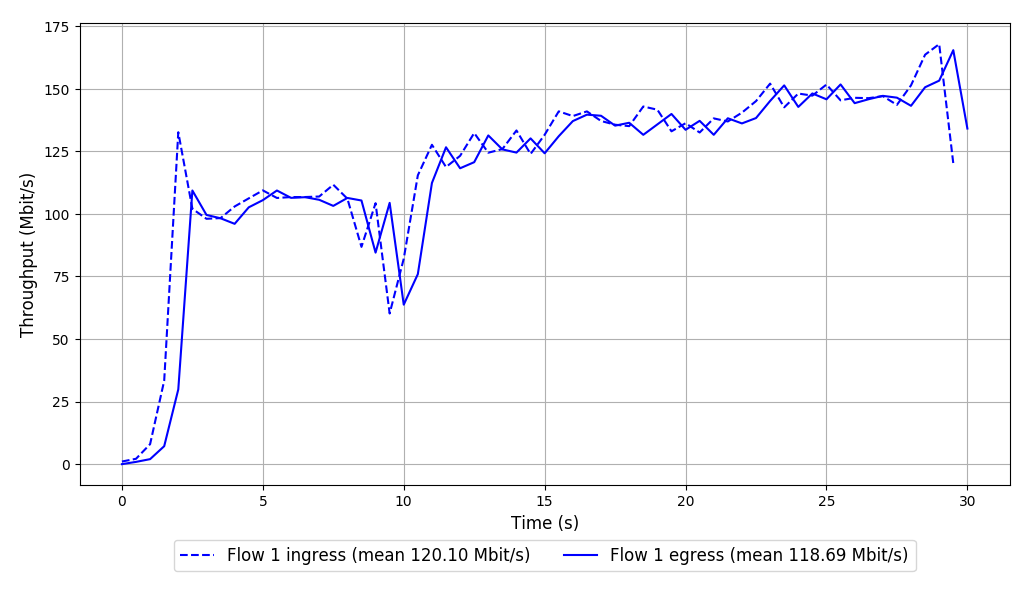 175
150
125
100
75
50
25
0
Throughput (Mbit/s)
0 5 10 15 20 25 30
Time (s)
Flow 1 ingress (mean 120.10 Mbit/s) Flow 1 egress (mean 118.69 Mbit/s)